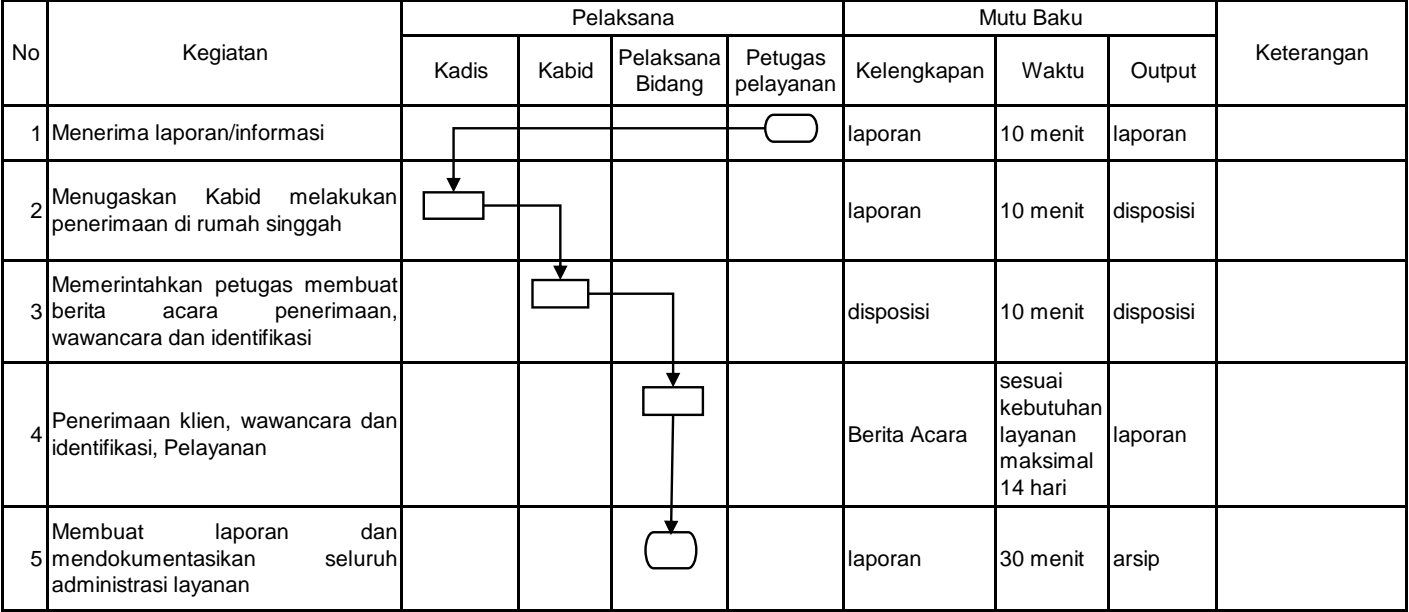 No
Kegiatan
Pelaksana
Mutu Baku
Keterangan
Kadis
Kabid
Pelaksana
Bidang
Petugas
pelayanan
Kelengkapan
Waktu
Output
1
Menerima laporan/informasi
laporan
10 menit
laporan
2
Menugaskan Kabid melakukan
penerimaan di rumah singgah
laporan
10 menit
disposisi
3
Memerintahkan petugas membuat
berita acara penerimaan,
wawancara dan identifikasi
disposisi
10 menit
disposisi
4
Penerimaan klien, wawancara dan
identifikasi, Pelayanan
Berita Acara
sesuai
kebutuhan
layanan
maksimal
14 hari
laporan
5
Membuat laporan dan
mendokumentasikan seluruh
administrasi layanan
laporan
30 menit
arsip